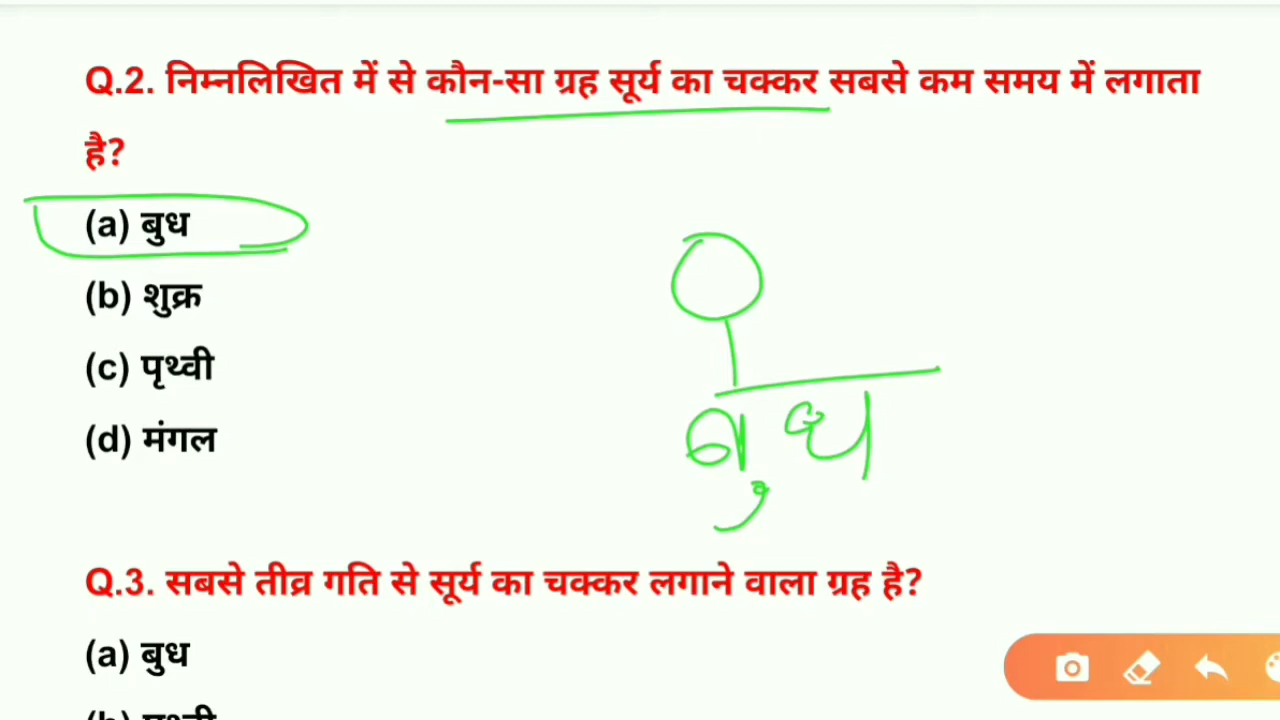 Q.2. निम्नलिखित में से कौन-सा ग्रह सूर्य का चक्कर सबसे कम समय में लगाता
है?
(a) बुध
(b) शुक्र
(c) पृथ्वी
(d) मंगल
बुध
Q.3. सबसे तीव्र गति से सूर्य का चक्कर लगाने वाला ग्रह है?
(a) बुध